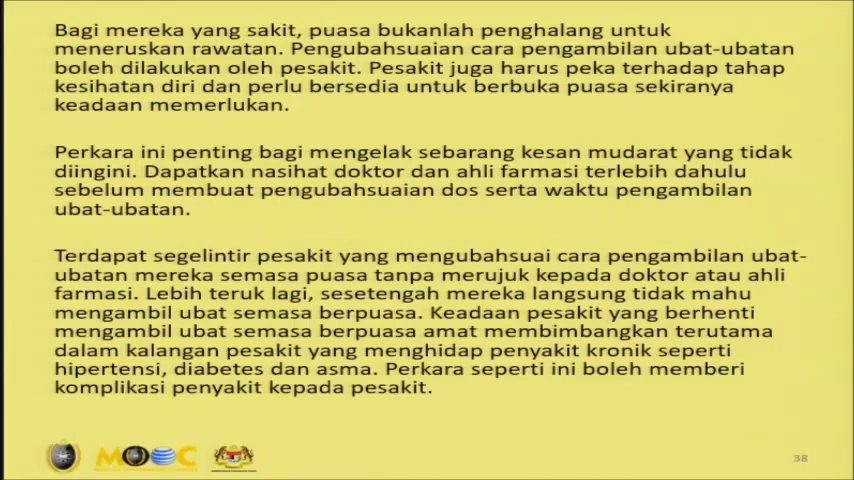 Bagi mereka yang sakit, puasa bukanlah penghalang untuk
meneruskan rawatan. Pengubahsuaian cara pengambilan ubat-ubatan
boleh dilakukan oleh pesakit. Pesakit juga harus peka terhadap tahap
kesihatan diri dan perlu bersedia untuk berbuka puasa sekiranya
keadaan memerlukan.
Perkara ini penting bagi mengelak sebarang kesan mudarat yang tidak
diingini. Dapatkan nasihat doktor dan ahli farmasi terlebih dahulu
sebelum membuat pengubahsuaian dos serta waktu pengambilan
ubat-ubatan.
Terdapat segelintir pesakit yang mengubahsuai cara pengambilan ubat-
ubatan mereka semasa puasa tanpa merujuk kepada doktor atau ahli
farmasi. Lebih teruk lagi, sesetengah mereka langsung tidak mahu
mengambil ubat semasa berpuasa. Keadaan pesakit yang berhenti
mengambil ubat semasa berpuasa amat membimbangkan terutama
dalam kalangan pesakit yang menghidap penyakit kronik seperti
hipertensi, diabetes dan asma. Perkara seperti ini boleh memberi
komplikasi penyakit kepada pesakit.
MOOC
38